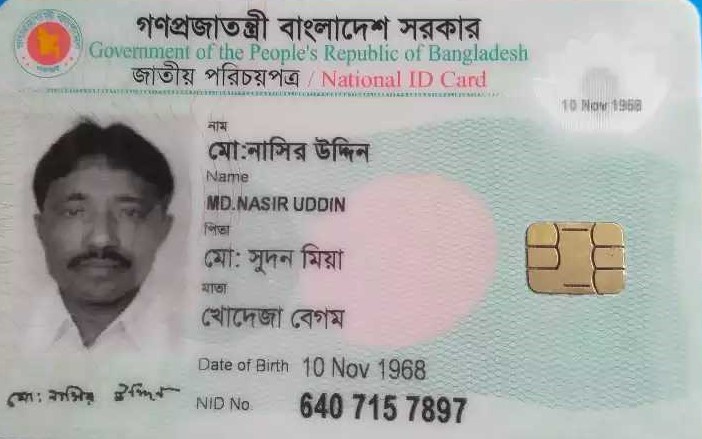 গণপ্রজাতন্ত্রী বাংলাদেশ সরকার
Government of the People's Republic of Bangladesh
জাতীয় পরিচয়পত্র / National ID Card
10 Nov 1968
নাম
মো:নাসির উদ্দিন
Name
MD.NASIR UDDIN
পিতা
মো: সুদন মিয়া
মাতা
খোদেজা বেগম
Date of Birth 10 Nov 1968
মো: নাসির উদ্দিন
NID No. 640 715 7897